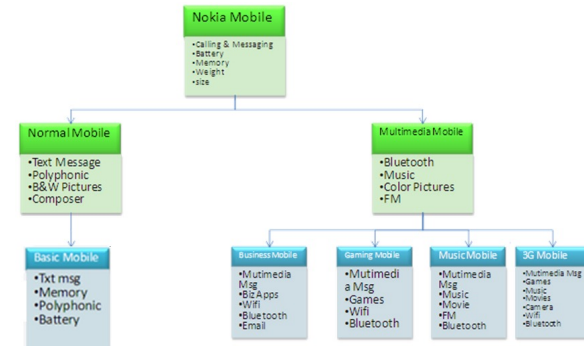 Nokia Mobile
•Calling & Messaging
•Battery
•Memory
•Weight
•size
Normal Mobile
•Text Message
•Polyphonic
•B&W Pictures
•Composer
Multimedia Mobile
•Bluetooth
•Music
•Color Pictures
•FM
Basic Mobile
•Txt msg
•Memory
•Polyphonic
•Battery
Business Mobile
•Mutimedia
Msg
•Biz Apps
•Wifi
•Bluetooth
•Email
Gaming Mobile
•Mutimedi
a Msg
•Games
•Wifi
•Bluetooth
Music Mobile
•Mutimedia
Msg
•Music
•Movie
•FM
•Bluetooth
3G Mobile
•Mutimedia Msg
•Games
•Music
•Movies
•Camera
•Wifi
•Bluetooth